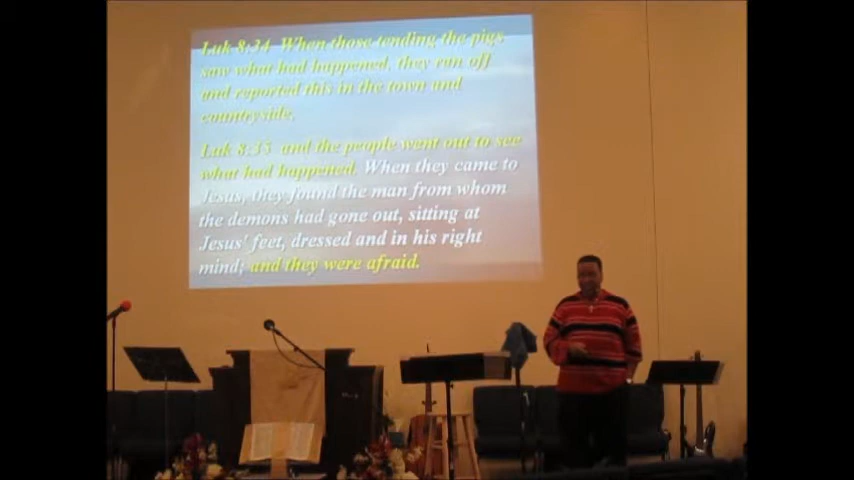 Luk 8:34 When those tending the pigs
saw what had happened, they ran off
and reported this in the town and
countryside,
Luk 8:35 and the people went out to see
what had happened. When they came to
Jesus, they found the man from whom
the demons had gone out, sitting at
Jesus' feet, dressed and in his right
mind; and they were afraid.